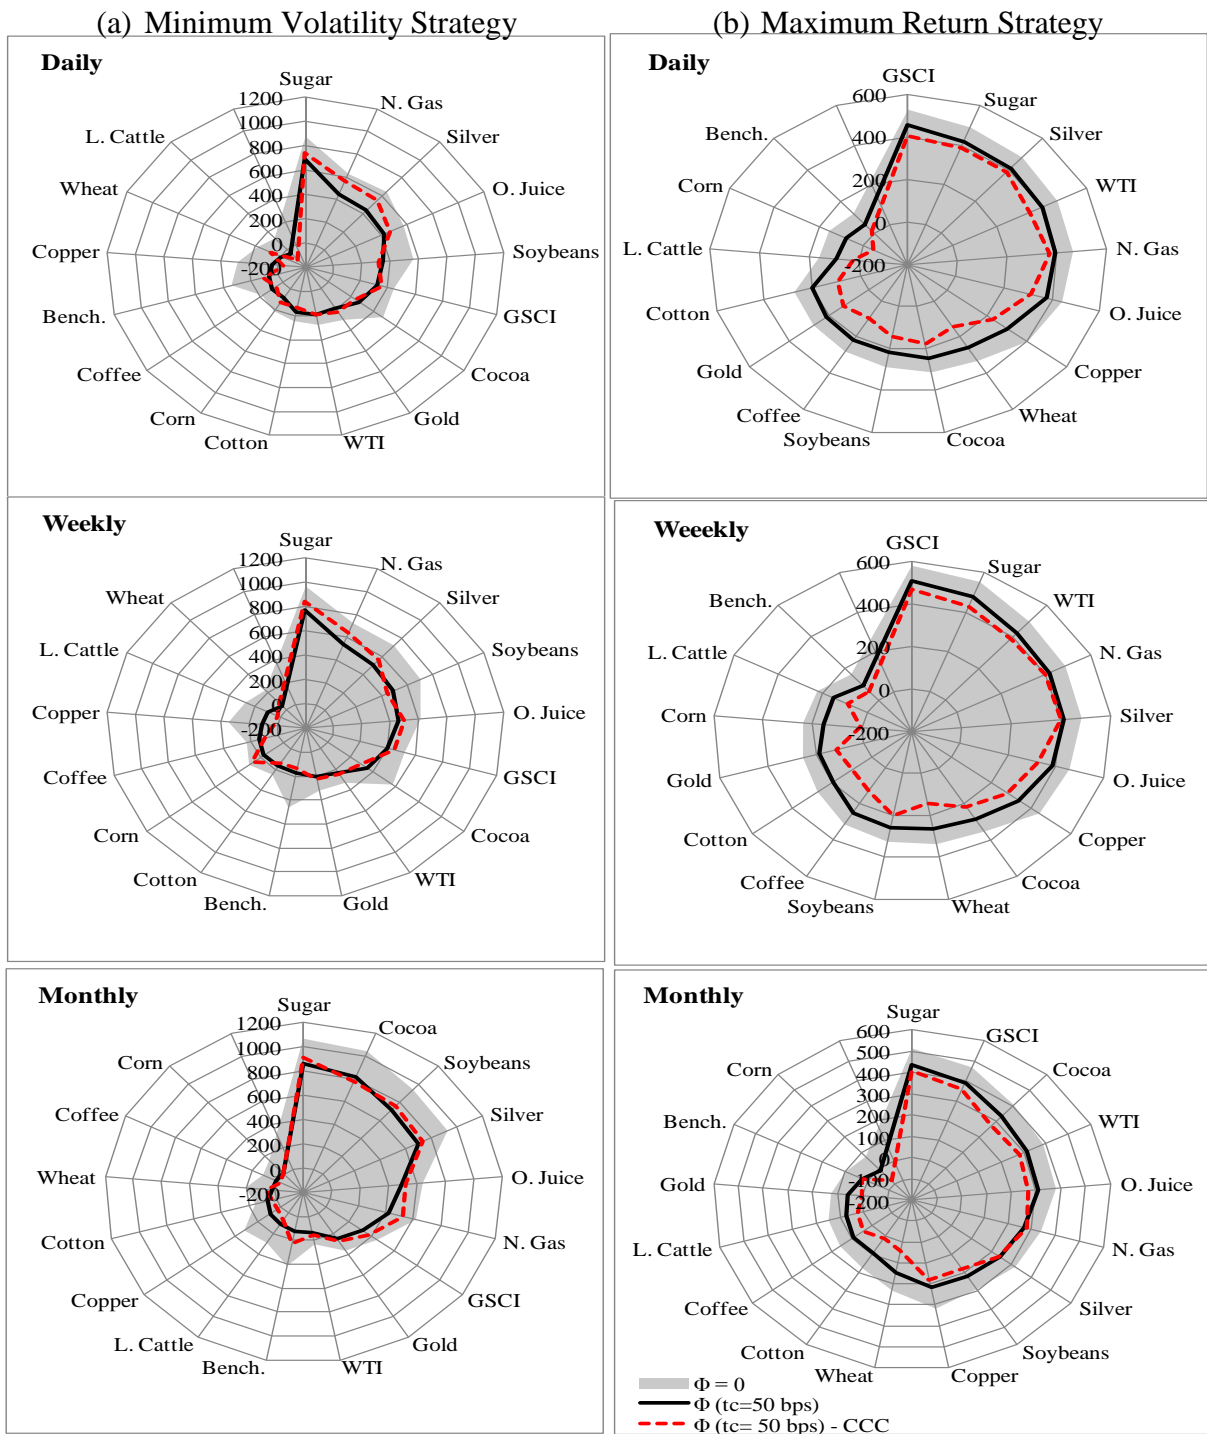 (a) Minimum Volatility Strategy
(b) Maximum Return Strategy
Daily
Sugar
N. Gas
Silver
O. Juice
Soybeans
GSCI
Cocoa
Gold
WTI
Cotton
Corn
Coffee
Bench.
Copper
Wheat
L. Cattle
1200
1000
800
600
400
200
0
-200
Daily
GSCI
Sugar
Silver
WTI
N. Gas
O. Juice
Copper
Wheat
Cocoa
Soybeans
Coffee
Gold
Cotton
L. Cattle
Corn
Bench.
600
400
200
0
-200
Weekly
Sugar
N. Gas
Silver
Soybeans
O. Juice
GSCI
Cocoa
WTI
Gold
Bench.
Cotton
Corn
Coffee
Copper
L. Cattle
Wheat
1200
1000
800
600
400
200
0
-200
Weeekly
GSCI
Sugar
WTI
N. Gas
Silver
O. Juice
Copper
Cocoa
Wheat
Soybeans
Coffee
Cotton
Gold
Corn
L. Cattle
Bench.
600
400
200
0
-200
Monthly
Sugar
Cocoa
Soybeans
Silver
O. Juice
N. Gas
GSCI
Gold
WTI
Bench.
L. Cattle
Copper
Cotton
Wheat
Coffee
Corn
1200
1000
800
600
400
200
0
-200
Monthly
Sugar
GSCI
Cocoa
WTI
O. Juice
N. Gas
Silver
Soybeans
Copper
Wheat
Cotton
Coffee
L. Cattle
Gold
Bench.
Corn
600
500
400
300
200
100
0
-100
-200
Φ = 0
Φ (tc=50 bps)
Φ (tc= 50 bps) - CCC